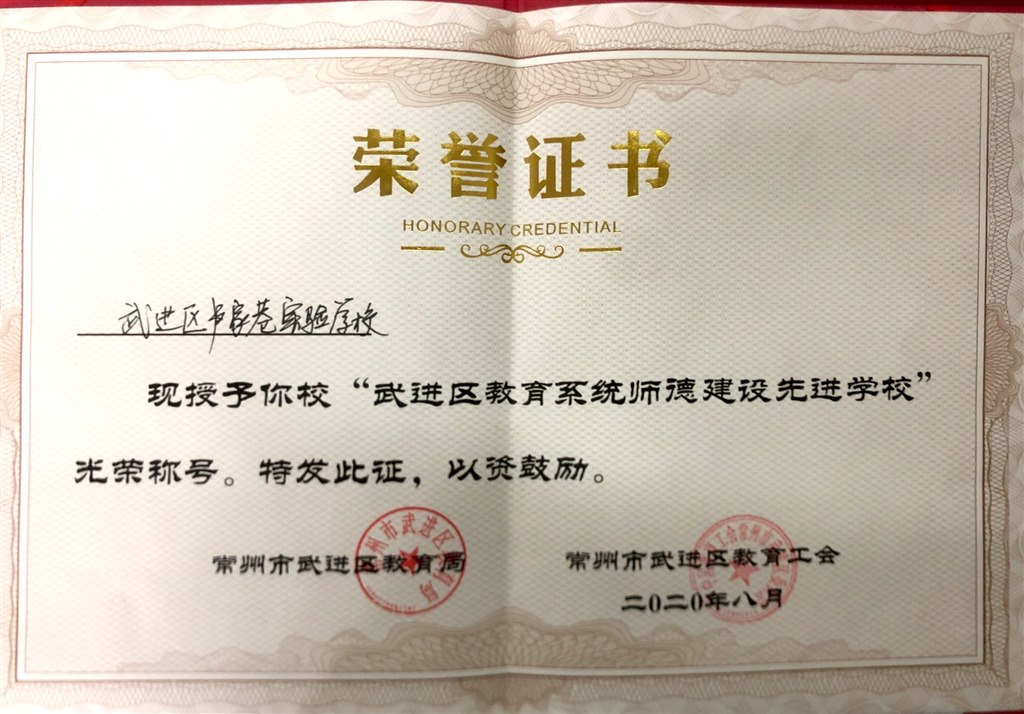 荣誉证书
HONORARY CREDENTIAL
武进区卢家巷实验学校
现授予你校“武进区教育系统师德建设先进学校”
光荣称号。特发此证，以资鼓励。
常州市武进区教育局
常州市武进区教育工会
二〇二〇年八月